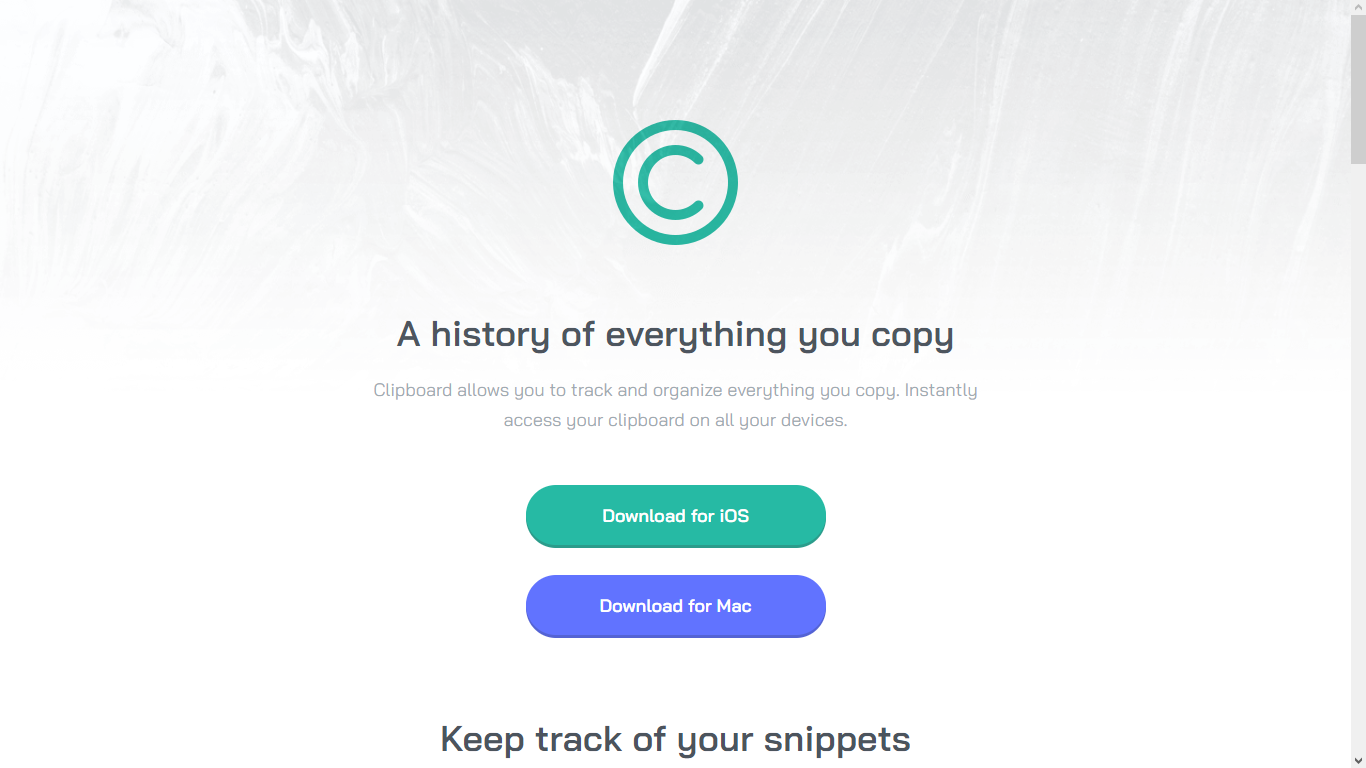 A history of everything you copy
Clipboard allows you to track and organize everything you copy. Instantly
access your clipboard on all your devices.
Download for iOS
Download for Mac
Keep track of your snippets